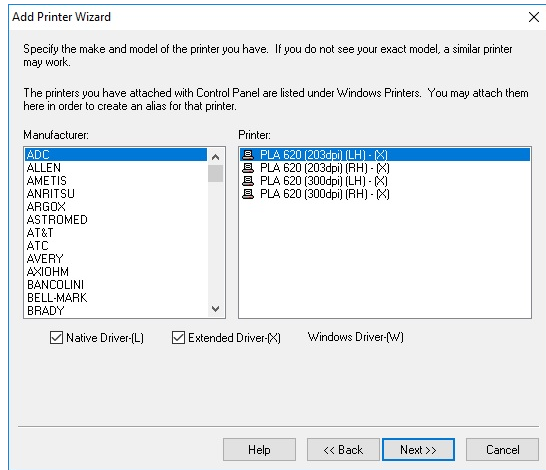 Add Printer Wizard
Specify the make and model of the printer you have. If you do not see your exact model, a similar printer
may work.
The printers you have attached with Control Panel are listed under Windows Printers. You may attach them
here in order to create an alias for that printer.
Manufacturer:
ADC
ALLEN
AMETIS
ANRITSU
ARGOX
ASTROMED
AT&T
ATC
AVERY
AXIOHM
BANCOLINI
BELL-MARK
BRADY
Printer:
PLA 620 (203dpi) (LH) - (X)
PLA 620 (203dpi) (RH) - (X)
PLA 620 (300dpi) (LH) - (X)
PLA 620 (300dpi) (RH) - (X)
Native Driver-(L) Extended Driver-(X) Windows Driver-(W)
Help << Back Next >> Cancel